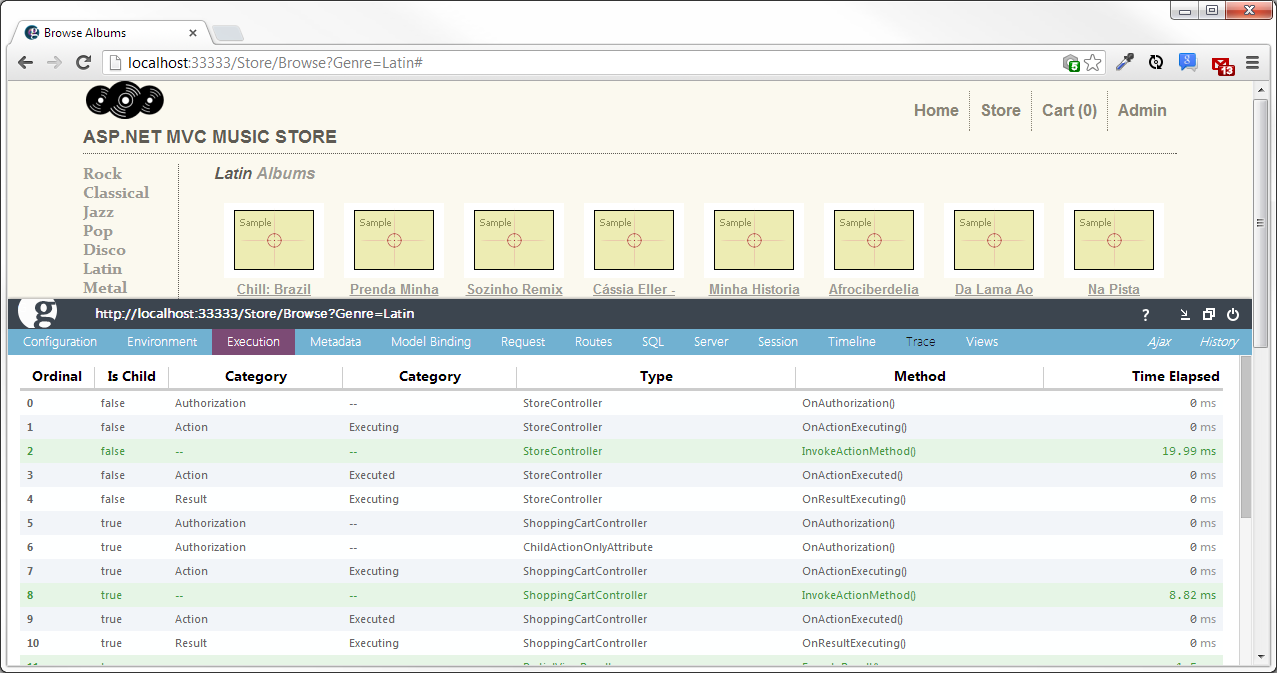 Browse Albums
localhost:33333/Store/Browse?Genre=Latin#
5
8
13
ASP.NET MVC MUSIC STORE
Home Store Cart (0) Admin
Rock
Classical
Jazz
Pop
Disco
Latin
Metal
Latin Albums
Sample Sample Sample Sample Sample Sample Sample Sample
Chill: Brazil Prenda Minha Sozinho Remix Cássia Eller - Minha Historia Afrociberdelia Da Lama Ao Na Pista
g http://localhost:33333/Store/Browse?Genre=Latin ?
Configuration Environment Execution Metadata Model Binding Request Routes SQL Server Session Timeline Trace Views Ajax History
Ordinal Is Child Category Category Type Method Time Elapsed
0 false Authorization -- StoreController OnAuthorization() 0 ms
1 false Action Executing StoreController OnActionExecuting() 0 ms
2 false -- -- StoreController InvokeActionMethod() 19.99 ms
3 false Action Executed StoreController OnActionExecuted() 0 ms
4 false Result Executing StoreController OnResultExecuting() 0 ms
5 true Authorization -- ShoppingCartController OnAuthorization() 0 ms
6 true Authorization -- ChildActionOnlyAttribute OnAuthorization() 0 ms
7 true Action Executing ShoppingCartController OnActionExecuting() 0 ms
8 true -- -- ShoppingCartController InvokeActionMethod() 8.82 ms
9 true Action Executed ShoppingCartController OnActionExecuted() 0 ms
10 true Result Executing ShoppingCartController OnResultExecuting() 0 ms